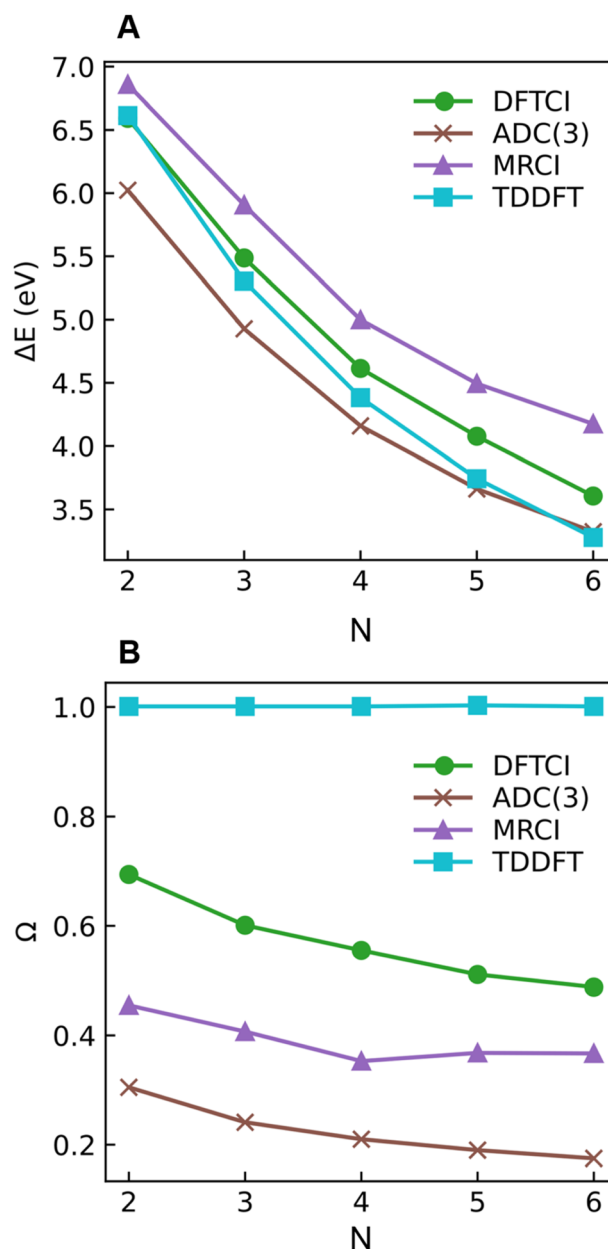 A
7.0
6.5
6.0
5.5
5.0
4.5
4.0
3.5
ΔE (eV)
DFTCI
ADC(3)
MRCI
TDDFT
2 3 4 5 6
N
B
1.0
0.8
0.6
0.4
0.2
Ω
DFTCI
ADC(3)
MRCI
TDDFT
2 3 4 5 6
N